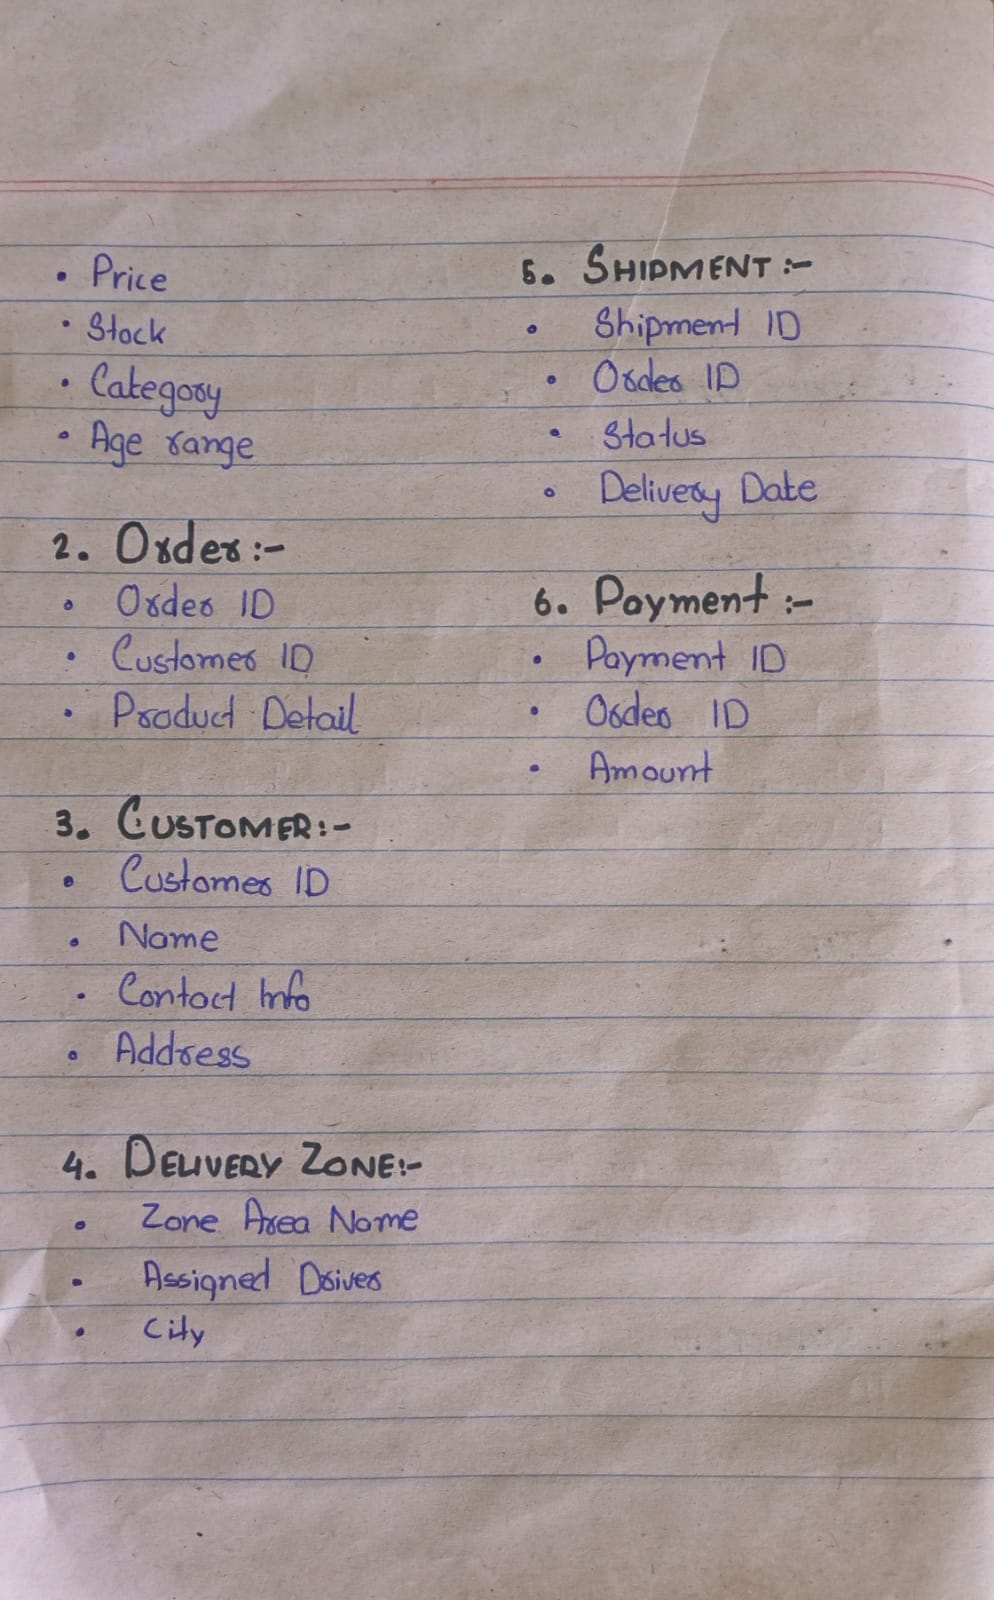 • Price
• Stock
• Category
• Age range
2. Order :-
• Order ID
• Customer ID
• Product Detail
3. CUSTOMER :-
• Customer ID
• Name
• Contact Info
• Address
4. DELIVERY ZONE :-
• Zone Area Name
• Assigned Driver
• City
5. SHIPMENT :-
• Shipment ID
• Order ID
• Status
• Delivery Date
6. Payment :-
• Payment ID
• Order ID
• Amount